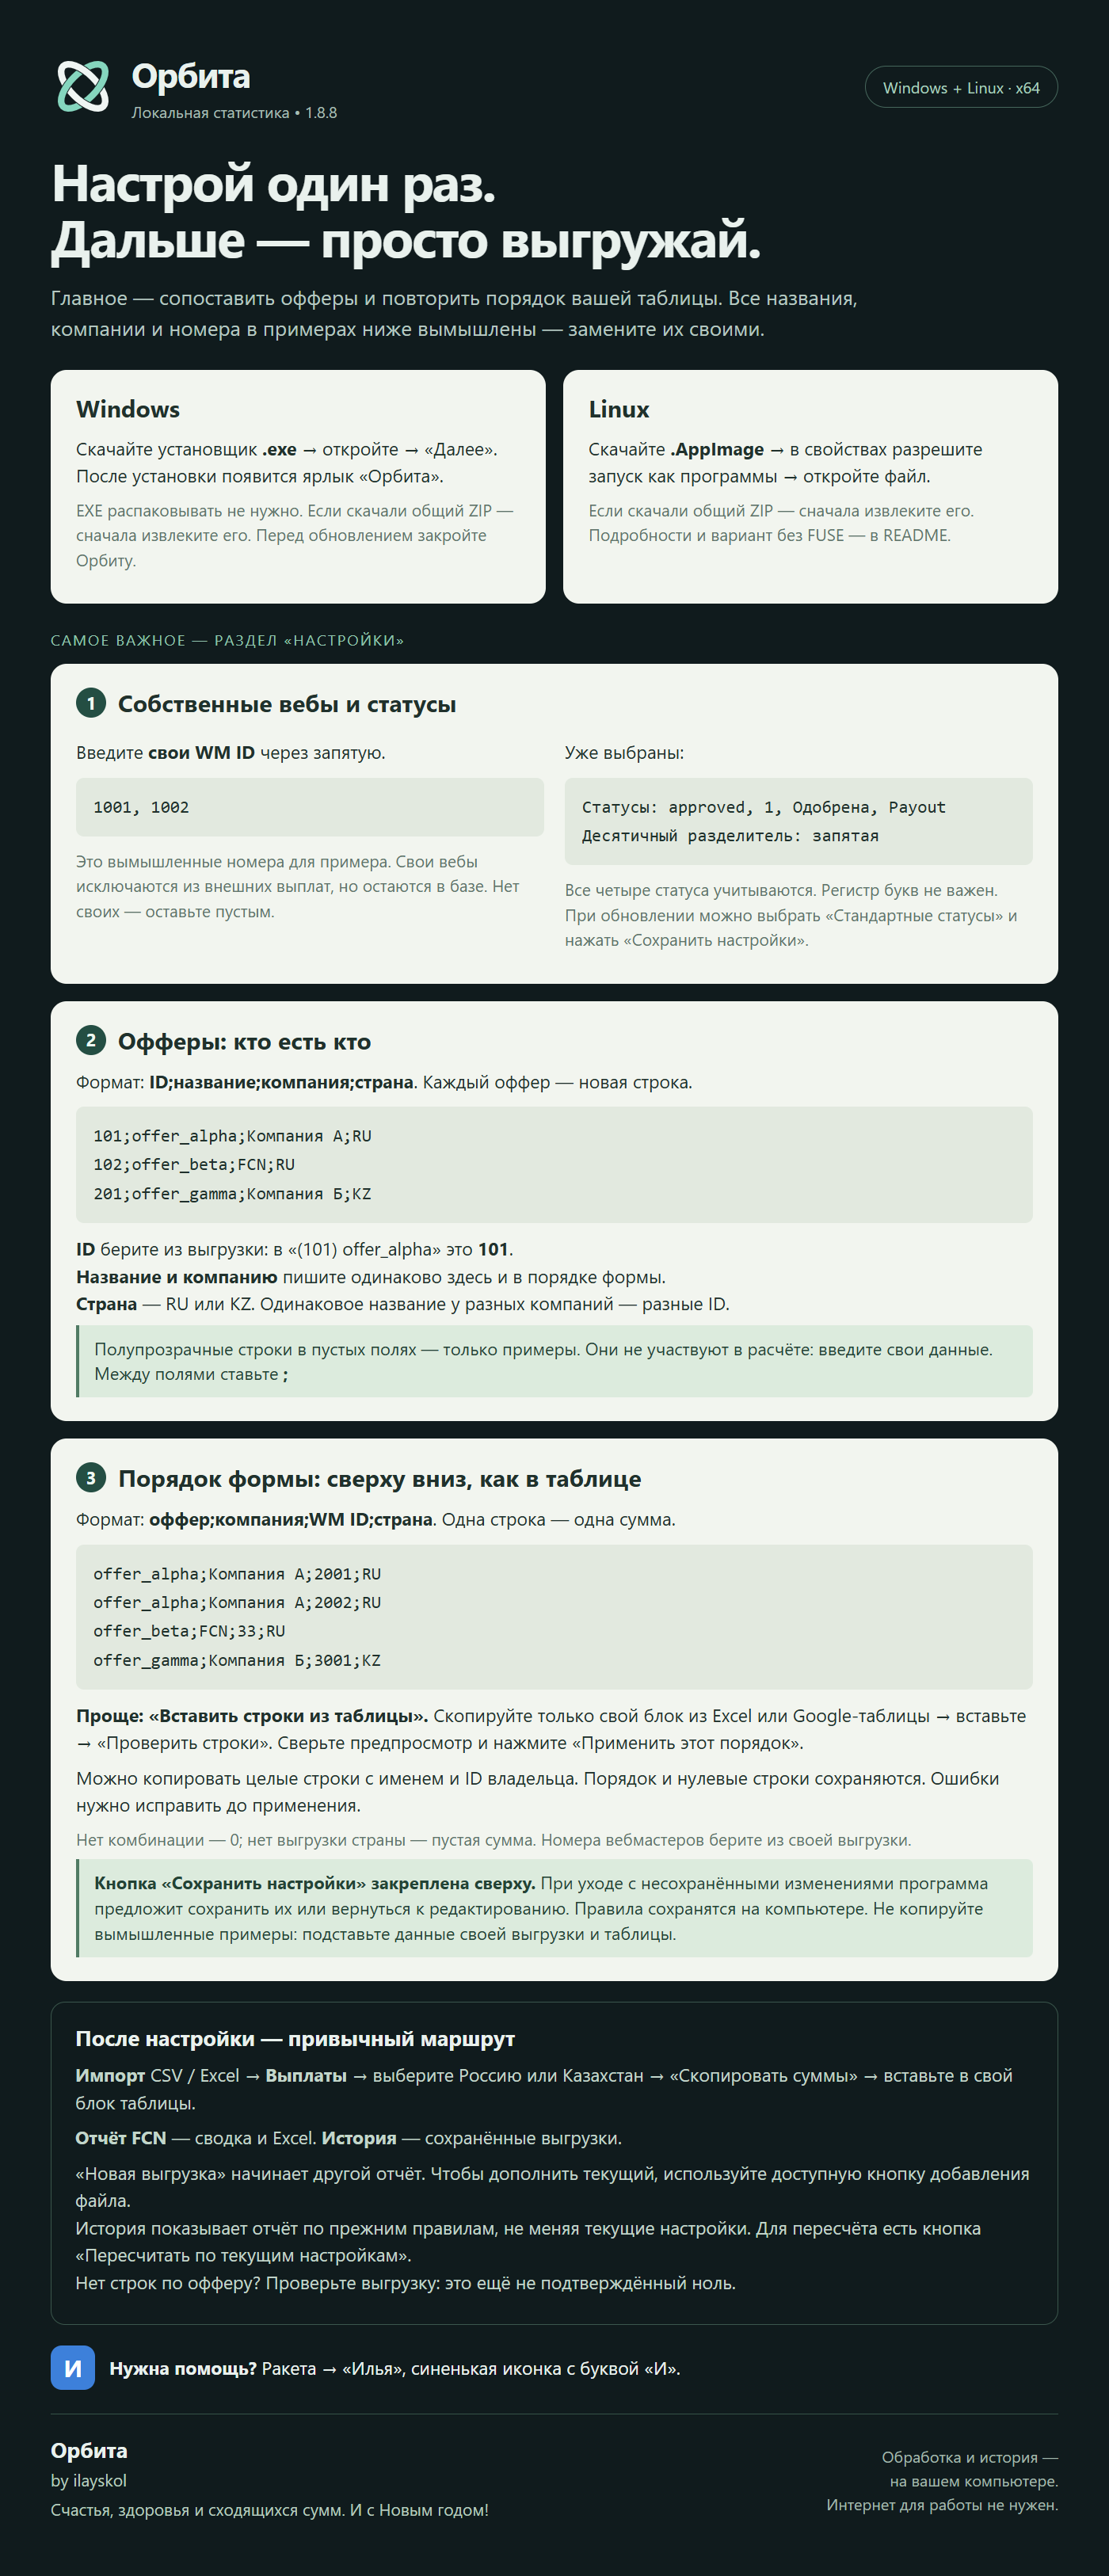 Орбита
Локальная статистика • 1.8.8
Windows + Linux · x64
Настрой один раз.
Дальше — просто выгружай.
Главное — сопоставить офферы и повторить порядок вашей таблицы. Все названия,
компании и номера в примерах ниже вымышлены — замените их своими.
Windows
Скачайте установщик .exe → откройте → «Далее».
После установки появится ярлык «Орбита».
EXE распаковывать не нужно. Если скачали общий ZIP —
сначала извлеките его. Перед обновлением закройте
Орбиту.
Linux
Скачайте .AppImage → в свойствах разрешите
запуск как программы → откройте файл.
Если скачали общий ZIP — сначала извлеките его.
Подробности и вариант без FUSE — в README.
САМОЕ ВАЖНОЕ — РАЗДЕЛ «НАСТРОЙКИ»
1 Собственные вебы и статусы
Введите свои WM ID через запятую.
1001, 1002
Это вымышленные номера для примера. Свои вебы
исключаются из внешних выплат, но остаются в базе. Нет
своих — оставьте пустым.
Уже выбраны:
Статусы: approved, 1, Одобрена, Payout
Десятичный разделитель: запятая
Все четыре статуса учитываются. Регистр букв не важен.
При обновлении можно выбрать «Стандартные статусы» и
нажать «Сохранить настройки».
2 Офферы: кто есть кто
Формат: ID;название;компания;страна. Каждый оффер — новая строка.
101;offer_alpha;Компания А;RU
102;offer_beta;FCN;RU
201;offer_gamma;Компания Б;KZ
ID берите из выгрузки: в «(101) offer_alpha» это 101.
Название и компанию пишите одинаково здесь и в порядке формы.
Страна — RU или KZ. Одинаковое название у разных компаний — разные ID.
Полупрозрачные строки в пустых полях — только примеры. Они не участвуют в расчёте: введите свои данные.
Между полями ставьте ;
3 Порядок формы: сверху вниз, как в таблице
Формат: оффер;компания;WM ID;страна. Одна строка — одна сумма.
offer_alpha;Компания А;2001;RU
offer_alpha;Компания А;2002;RU
offer_beta;FCN;33;RU
offer_gamma;Компания Б;3001;KZ
Проще: «Вставить строки из таблицы». Скопируйте только свой блок из Excel или Google-таблицы → вставьте
→ «Проверить строки». Сверьте предпросмотр и нажмите «Применить этот порядок».
Можно копировать целые строки с именем и ID владельца. Порядок и нулевые строки сохраняются. Ошибки
нужно исправить до применения.
Нет комбинации — 0; нет выгрузки страны — пустая сумма. Номера вебмастеров берите из своей выгрузки.
Кнопка «Сохранить настройки» закреплена сверху. При уходе с несохранёнными изменениями программа
предложит сохранить их или вернуться к редактированию. Правила сохранятся на компьютере. Не копируйте
вымышленные примеры: подставьте данные своей выгрузки и таблицы.
После настройки — привычный маршрут
Импорт CSV / Excel → Выплаты → выберите Россию или Казахстан → «Скопировать суммы» → вставьте в свой
блок таблицы.
Отчёт FCN — сводка и Excel. История — сохранённые выгрузки.
«Новая выгрузка» начинает другой отчёт. Чтобы дополнить текущий, используйте доступную кнопку добавления
файла.
История показывает отчёт по прежним правилам, не меняя текущие настройки. Для пересчёта есть кнопка
«Пересчитать по текущим настройкам».
Нет строк по офферу? Проверьте выгрузку: это ещё не подтверждённый ноль.
И Нужна помощь? Ракета → «Илья», синенькая иконка с буквой «И».
Орбита
by ilayskol
Счастья, здоровья и сходящихся сумм. И с Новым годом!
Обработка и история —
на вашем компьютере.
Интернет для работы не нужен.